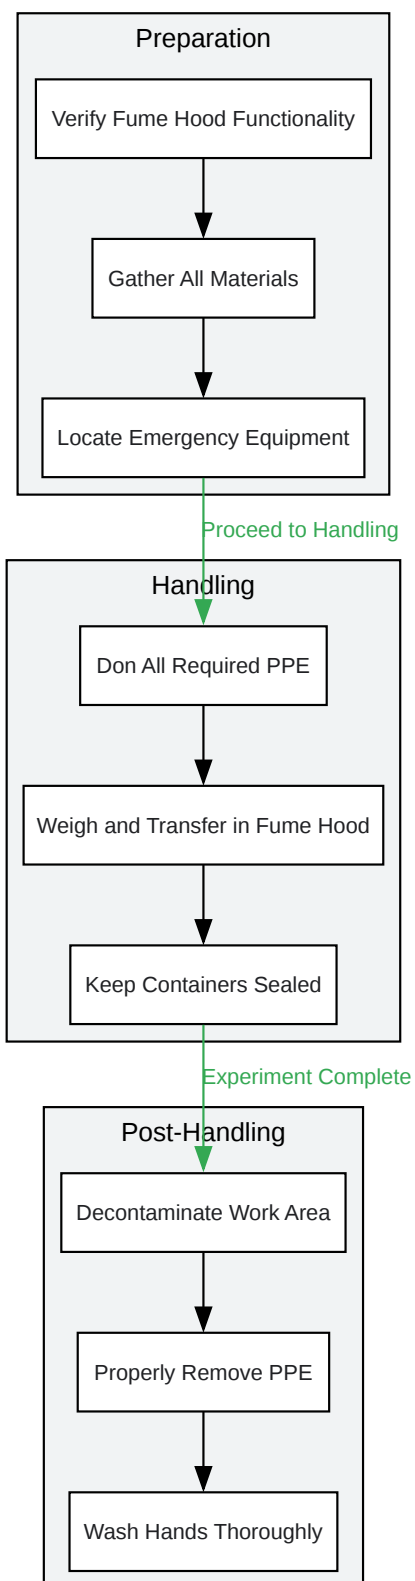 Preparation
Verify Fume Hood Functionality
Gather All Materials
Locate Emergency Equipment
Proceed to Handling
Handling
Don All Required PPE
Weigh and Transfer in Fume Hood
Keep Containers Sealed
Experiment Complete
Post-Handling
Decontaminate Work Area
Properly Remove PPE
Wash Hands Thoroughly